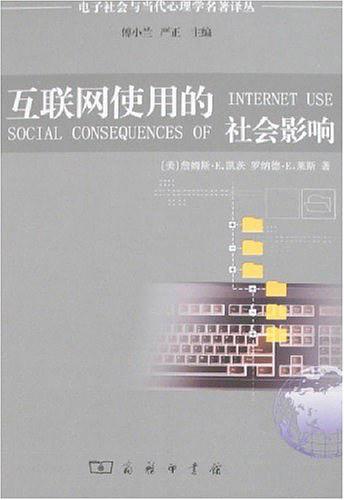 电子社会与当代心理学名著译丛
傅小兰 严正 主编
互联网使用的 INTERNET USE
SOCIAL CONSEQUENCES OF 社会影响
〔美〕詹姆斯·E.凯茨 罗纳德·E.莱斯 著
商务印书馆